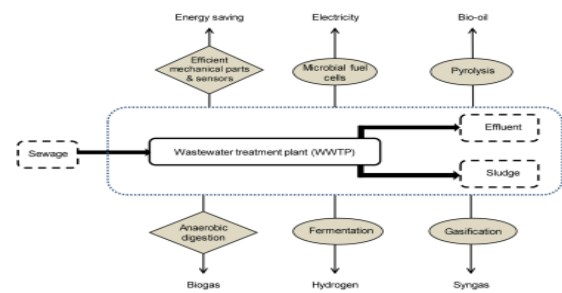 Energy saving
Electricity
Bio-oil
Efficient
mechanical parts
& sensors
Microbial fuel
cells
Pyrolysis
Effluent
Sewage
Wastewater treatment plant (WWTP)
Sludge
Anaerobic
digestion
Fermentation
Gasification
Biogas
Hydrogen
Syngas